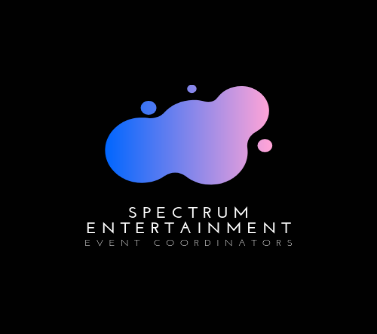 SPECTRUM
ENTERTAINMENT
EVENT COORDINATORS